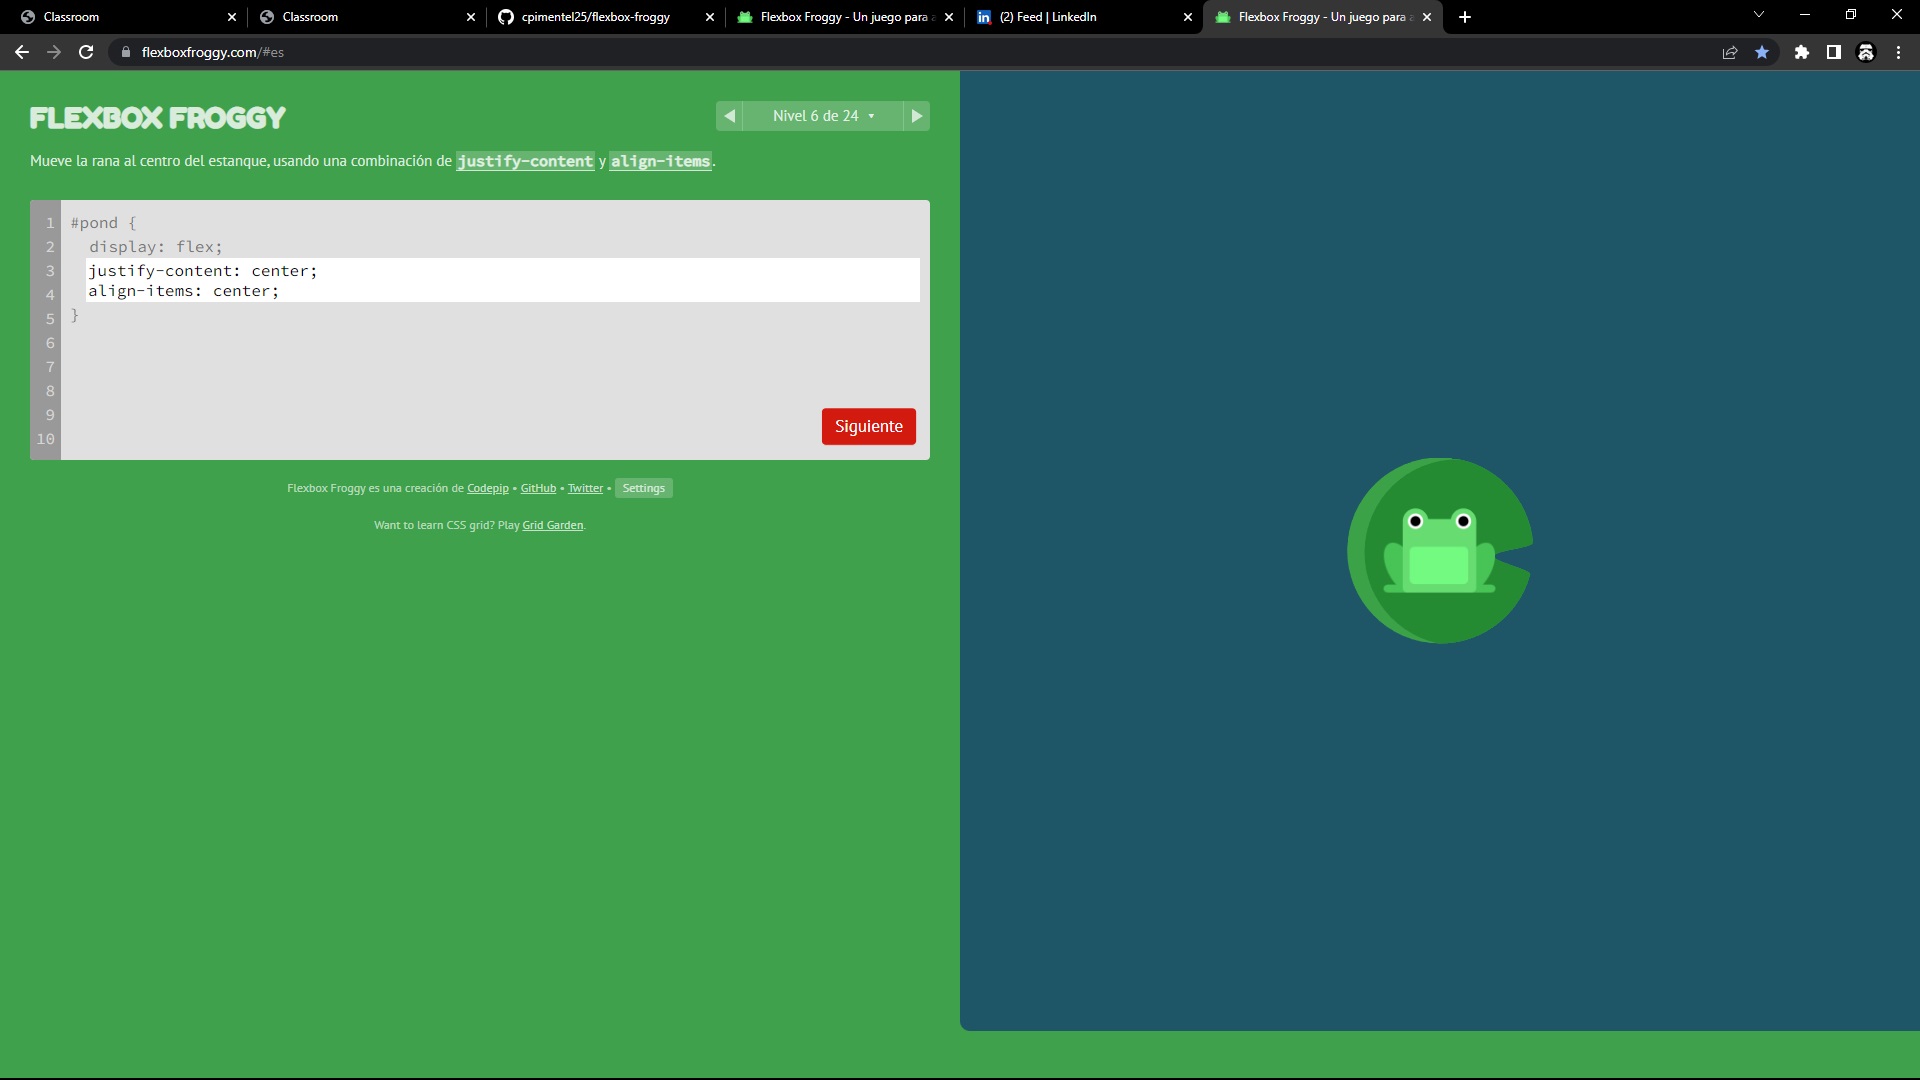 Classroom
Classroom
cpimentel25/flexbox-froggy
Flexbox Froggy - Un juego para a
(2) Feed | LinkedIn
Flexbox Froggy - Un juego para a
flexboxfroggy.com/#es
FLEXBOX FROGGY
Nivel 6 de 24
Mueve la rana al centro del estanque, usando una combinación de justify-content y align-items.
1 #pond {
2 display: flex;
3 justify-content: center;
4 align-items: center;
5 }
6
7
8
9
10
Siguiente
Flexbox Froggy es una creación de Codepip • GitHub • Twitter • Settings
Want to learn CSS grid? Play Grid Garden.